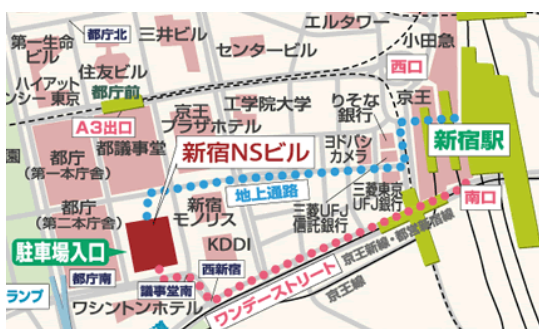 エルタワー
都庁北
三井ビル
第一生命
ビル
小田急
センタービル
住友ビル
ハイアット
ンシー 東京
都庁前
西口
京王
りそな
銀行
工学院大学
京王
プラザホテル
A3出口
新宿駅
園
都議事堂
ヨドバシ
カメラ
都庁
(第一本庁舎)
新宿NSビル
地上通路
三菱東京
UFJ銀行
南口
新宿
モノリス
三菱UFJ
信託銀行
都庁
(第二本庁舎)
KDDI
駐車場入口
京王新線・都営新宿線
西新宿
都庁南
議事堂南
ワンデーストリート
京王線
ランプ
ワシントンホテル